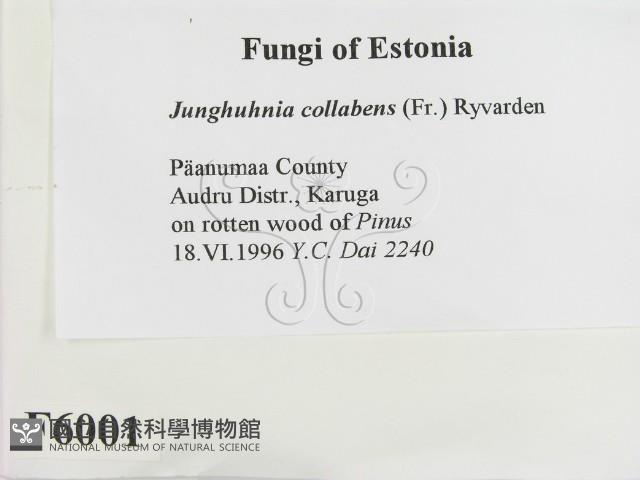 Fungi of Estonia
Junghuhnia collabens (Fr.) Ryvarden
Päanumaa County
Audru Distr., Karuga
on rotten wood of Pinus
18.VI.1996 Y.C. Dai 2240
F6001
國立自然科學博物館
NATIONAL MUSEUM OF NATURAL SCIENCE